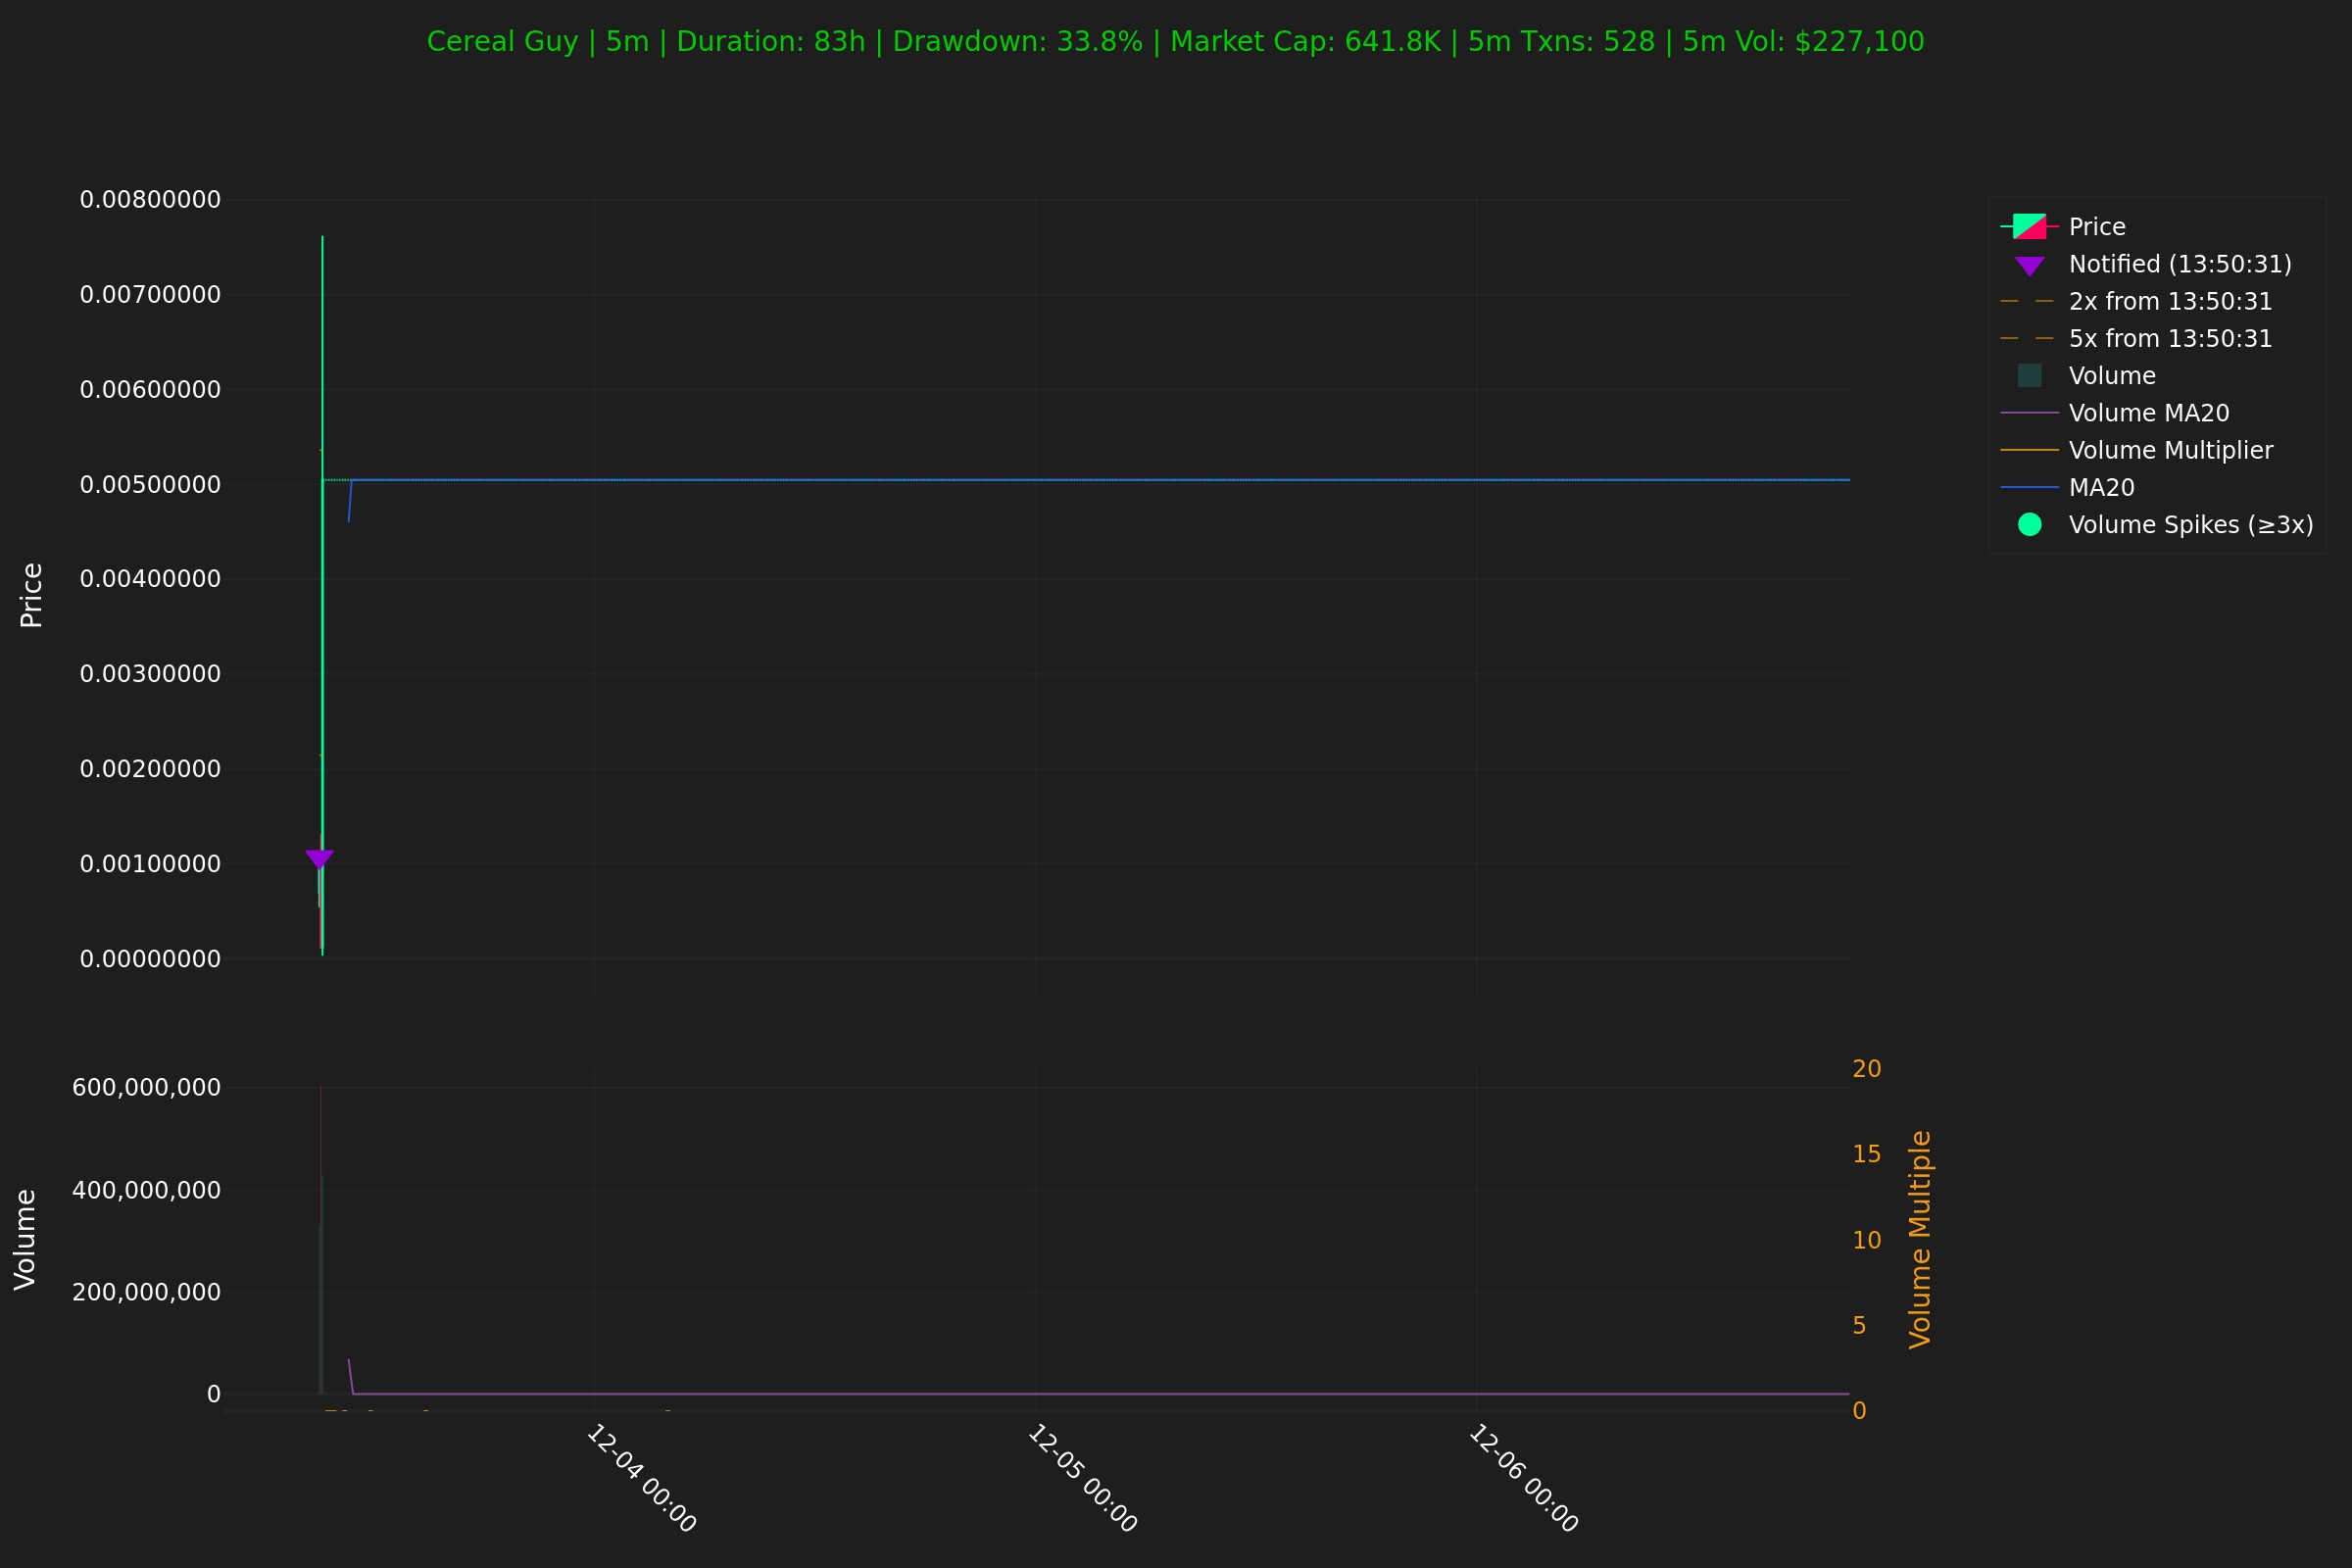 Cereal Guy | 5m | Duration: 83h | Drawdown: 33.8% | Market Cap: 641.8K | 5m Txns: 528 | 5m Vol: $227,100
0.00800000
0.00700000
0.00600000
0.00500000
0.00400000
0.00300000
0.00200000
0.00100000
0.00000000
Price
Price
Notified (13:50:31)
2x from 13:50:31
5x from 13:50:31
Volume
Volume MA20
Volume Multiplier
MA20
Volume Spikes (≥3x)
600,000,000
400,000,000
200,000,000
0
Volume
20
15
10
5
0
Volume Multiple
12-04 00:00
12-05 00:00
12-06 00:00